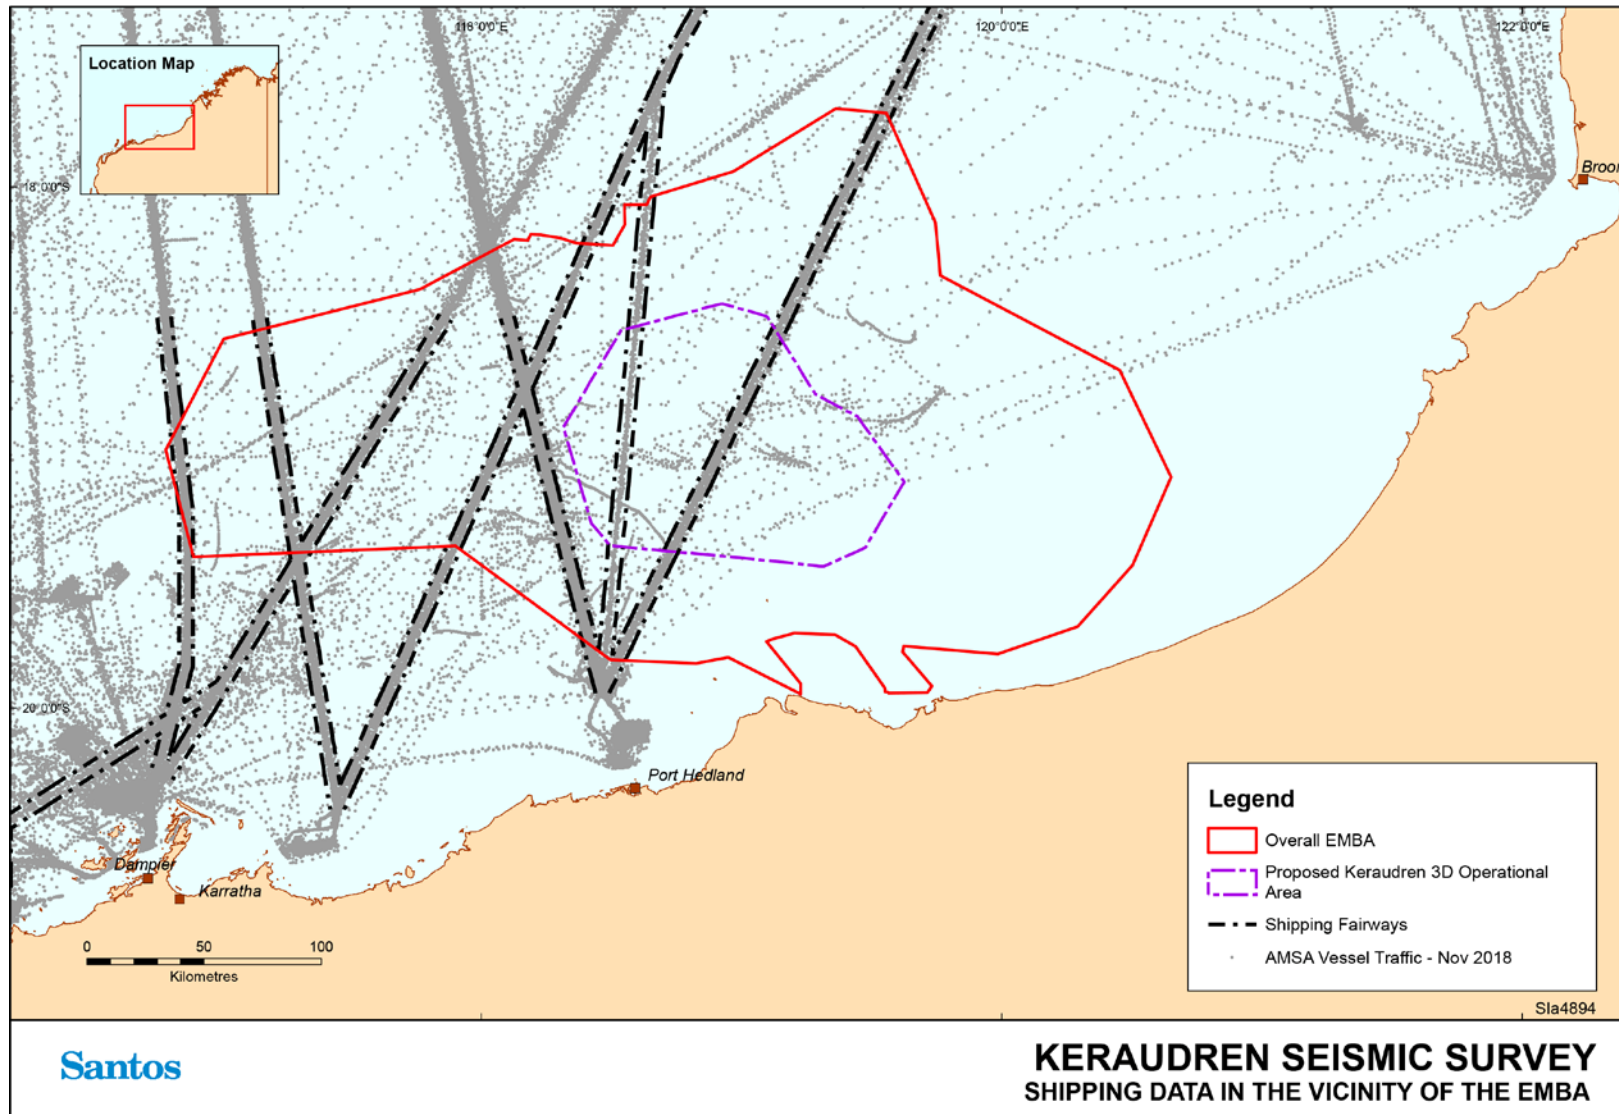 118°0'0"E
120°0'0"E
122°0'0"E
Location Map
18°0'0"S
Broom
20°0'0"S
Port Hedland
Dampier
Karratha
0 50 100
Kilometres
Legend
Overall EMBA
Proposed Keraudren 3D Operational
Area
Shipping Fairways
AMSA Vessel Traffic - Nov 2018
Sla4894
Santos
KERAUDREN SEISMIC SURVEY
SHIPPING DATA IN THE VICINITY OF THE EMBA